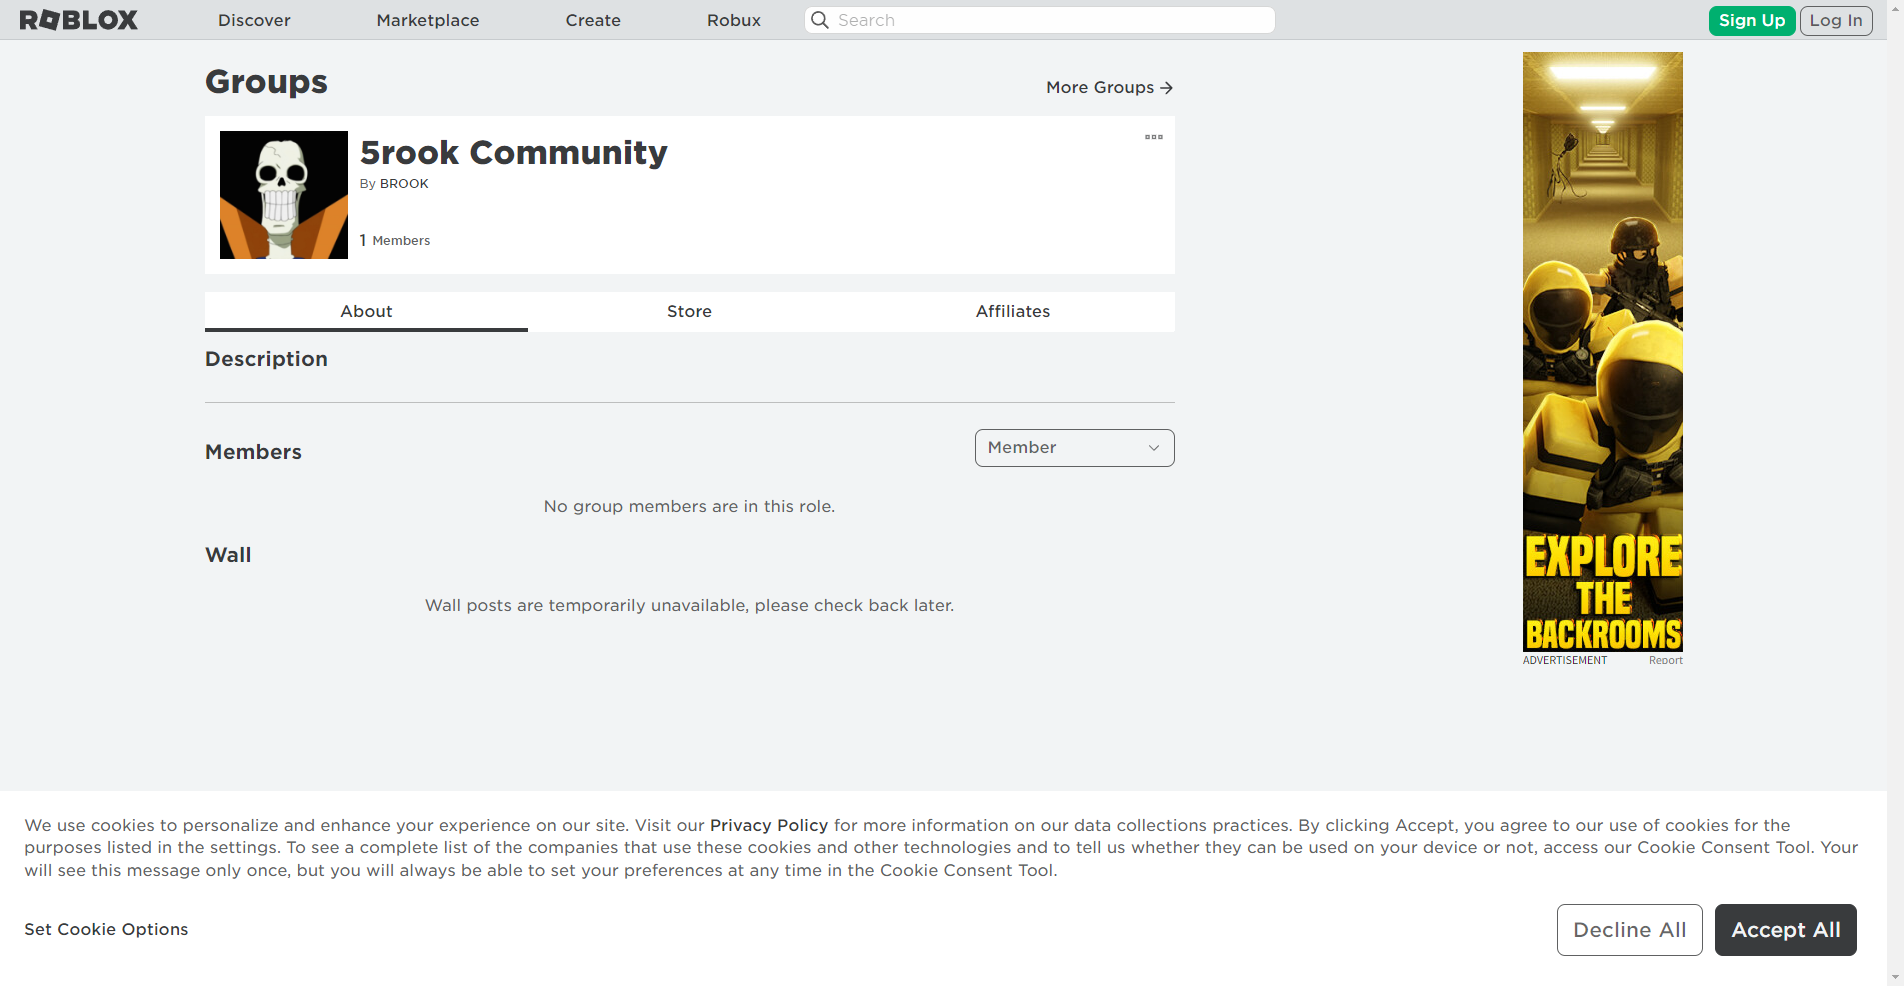 ROBLOX
Discover
Marketplace
Create
Robux
Search
Sign Up
Log In
Groups
More Groups →
5rook Community
By BROOK
1 Members
About
Store
Affiliates
Description
Members
Member
No group members are in this role.
Wall
Wall posts are temporarily unavailable, please check back later.
EXPLORE
THE
BACKROOMS
ADVERTISEMENT
Report
We use cookies to personalize and enhance your experience on our site. Visit our Privacy Policy for more information on our data collections practices. By clicking Accept, you agree to our use of cookies for the
purposes listed in the settings. To see a complete list of the companies that use these cookies and other technologies and to tell us whether they can be used on your device or not, access our Cookie Consent Tool. Your
will see this message only once, but you will always be able to set your preferences at any time in the Cookie Consent Tool.
Set Cookie Options
Decline All
Accept All